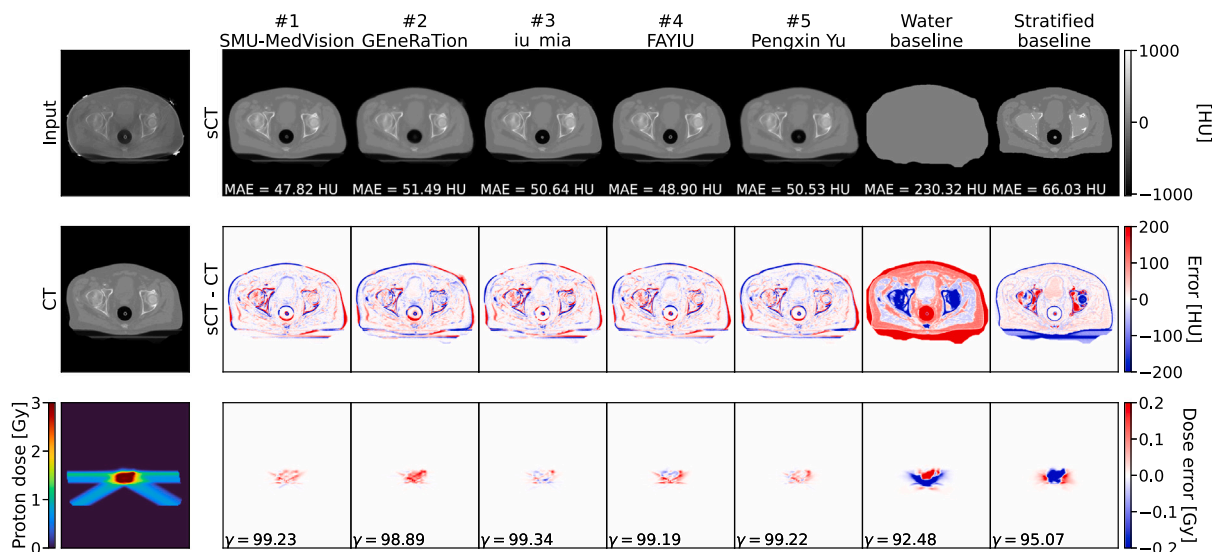 #1
SMU-MedVision
#2
GEneRaTion
#3
iu_mia
#4
FAYIU
#5
Pengxin Yu
Water
baseline
Stratified
baseline
Input
sCT
MAE = 47.82 HU
MAE = 51.49 HU
MAE = 50.64 HU
MAE = 48.90 HU
MAE = 50.53 HU
MAE = 230.32 HU
MAE = 66.03 HU
1000
0
−1000
[HU]
CT
sCT - CT
200
100
0
−100
−200
Error [HU]
Proton dose [Gy]
3
2
1
0
γ = 99.23
γ = 98.89
γ = 99.34
γ = 99.19
γ = 99.22
γ = 92.48
γ = 95.07
0.2
0.1
0.0
−0.1
−0.2
Dose error [Gy]